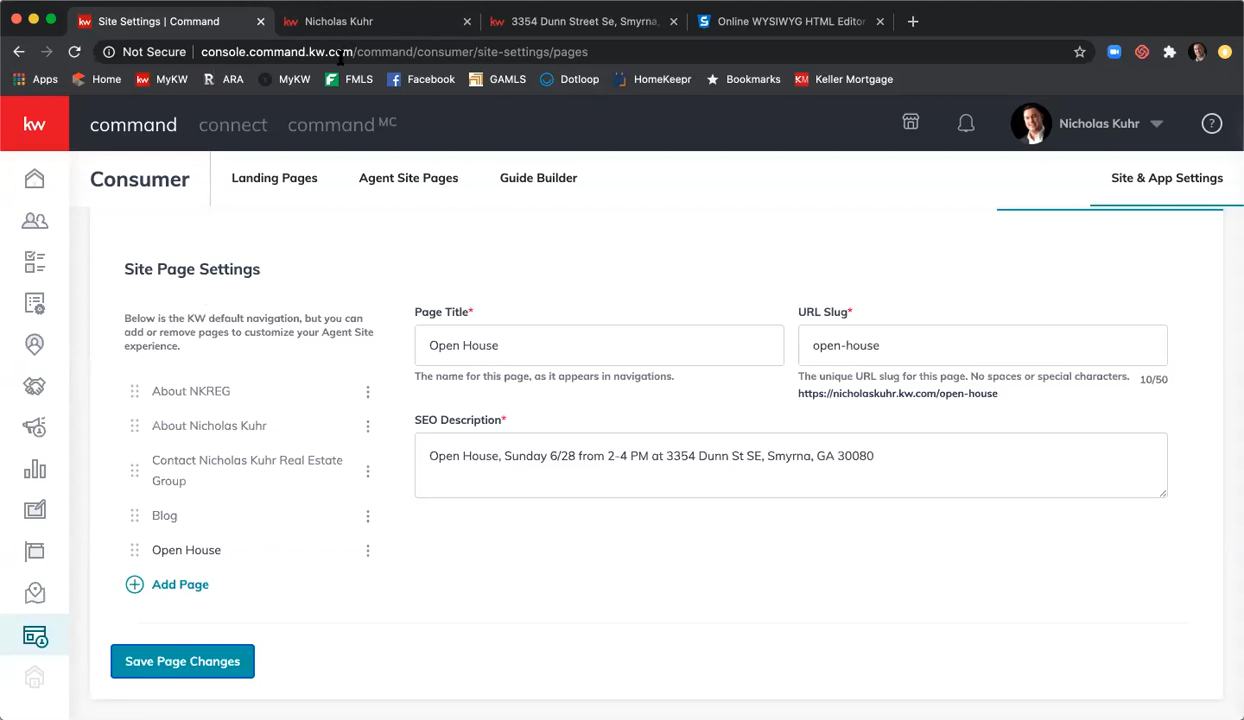 Site Settings | Command
Nicholas Kuhr
3354 Dunn Street Se, Smyrna,
Online WYSIWYG HTML Editor
Not Secure
console.command.kw.com/command/consumer/site-settings/pages
Apps
Home
MyKW
ARA
MyKW
FMLS
Facebook
GAMLS
Dotloop
HomeKeepr
Bookmarks
Keller Mortgage
kw
command
connect
command MC
Nicholas Kuhr
Consumer
Landing Pages
Agent Site Pages
Guide Builder
Site & App Settings
Site Page Settings
Below is the KW default navigation, but you can
add or remove pages to customize your Agent Site
experience.
About NKREG
About Nicholas Kuhr
Contact Nicholas Kuhr Real Estate
Group
Blog
Open House
Add Page
Page Title*
Open House
The name for this page, as it appears in navigations.
URL Slug*
open-house
The unique URL slug for this page. No spaces or special characters.
10/50
https://nicholaskuhr.kw.com/open-house
SEO Description*
Open House, Sunday 6/28 from 2-4 PM at 3354 Dunn St SE, Smyrna, GA 30080
Save Page Changes